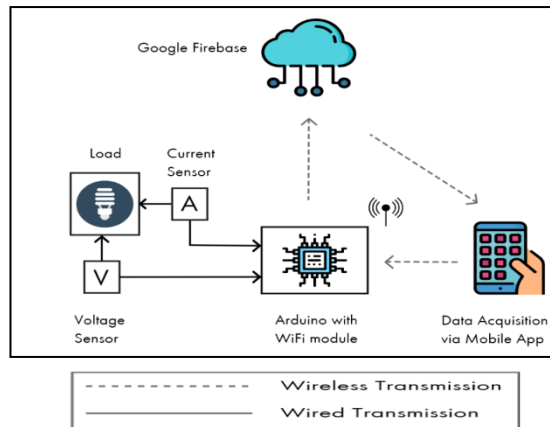 Google Firebase
Load
Current
Sensor
A
V
Voltage
Sensor
Arduino with
WiFi module
Data Acquisition
via Mobile App
Wireless Transmission
Wired Transmission